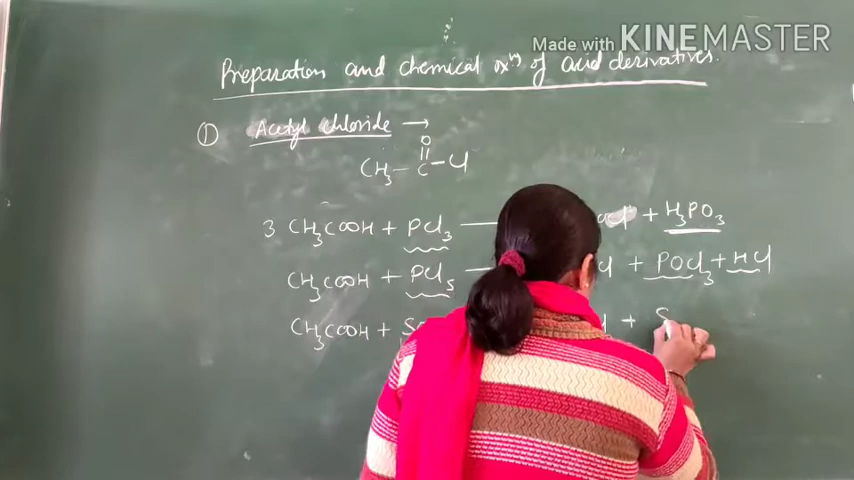 Made with KINEMASTER
Preparation and chemical rxⁿ of acid derivatives.
① Acetyl chloride →
O
||
CH₃ — C — Cl
3 CH₃COOH + PCl₃ — + H₃PO₃
CH₃COOH + PCl₅ — Cl + POCl₃ + HCl
CH₃COOH + S + S